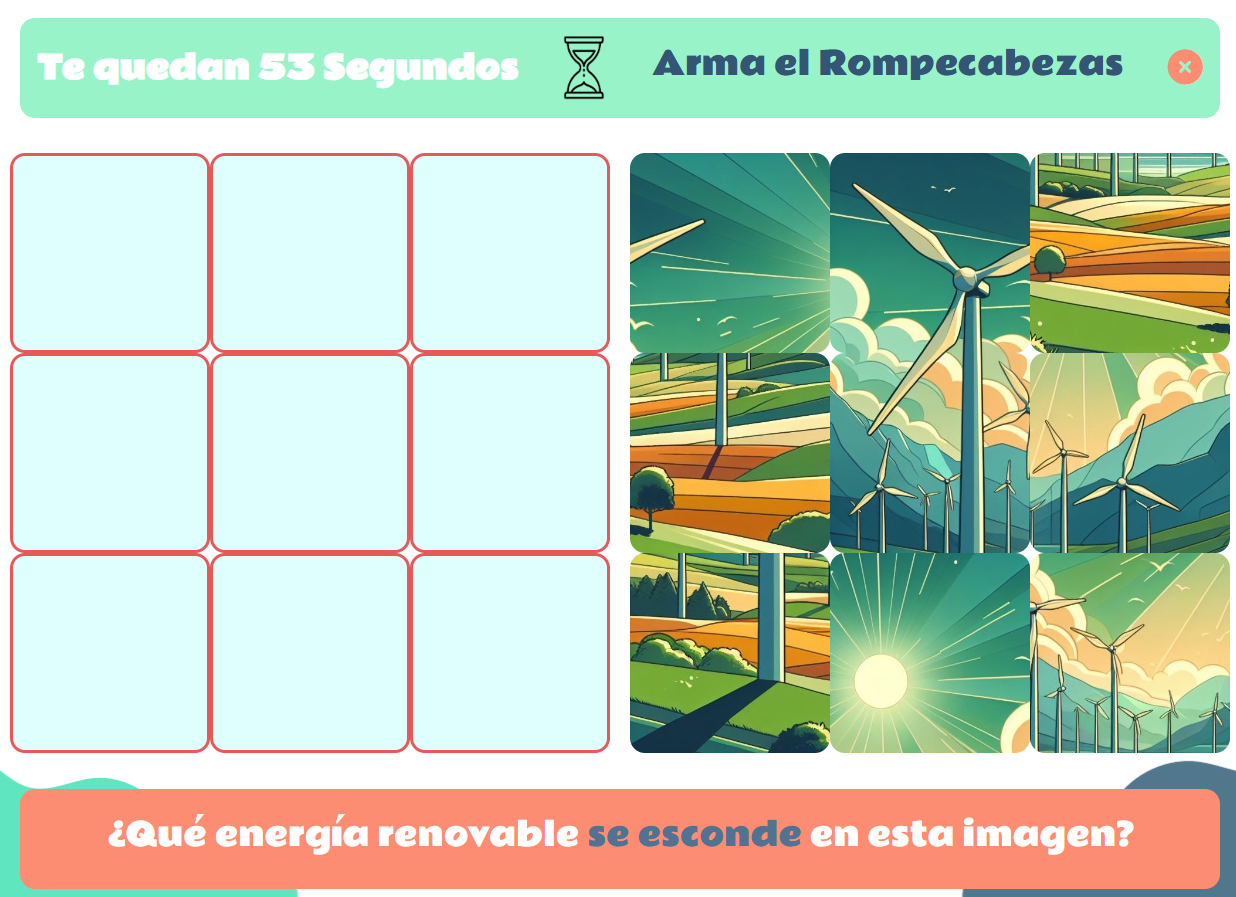 Te quedan 53 Segundos
Arma el Rompecabezas
¿Qué energía renovable se esconde en esta imagen?